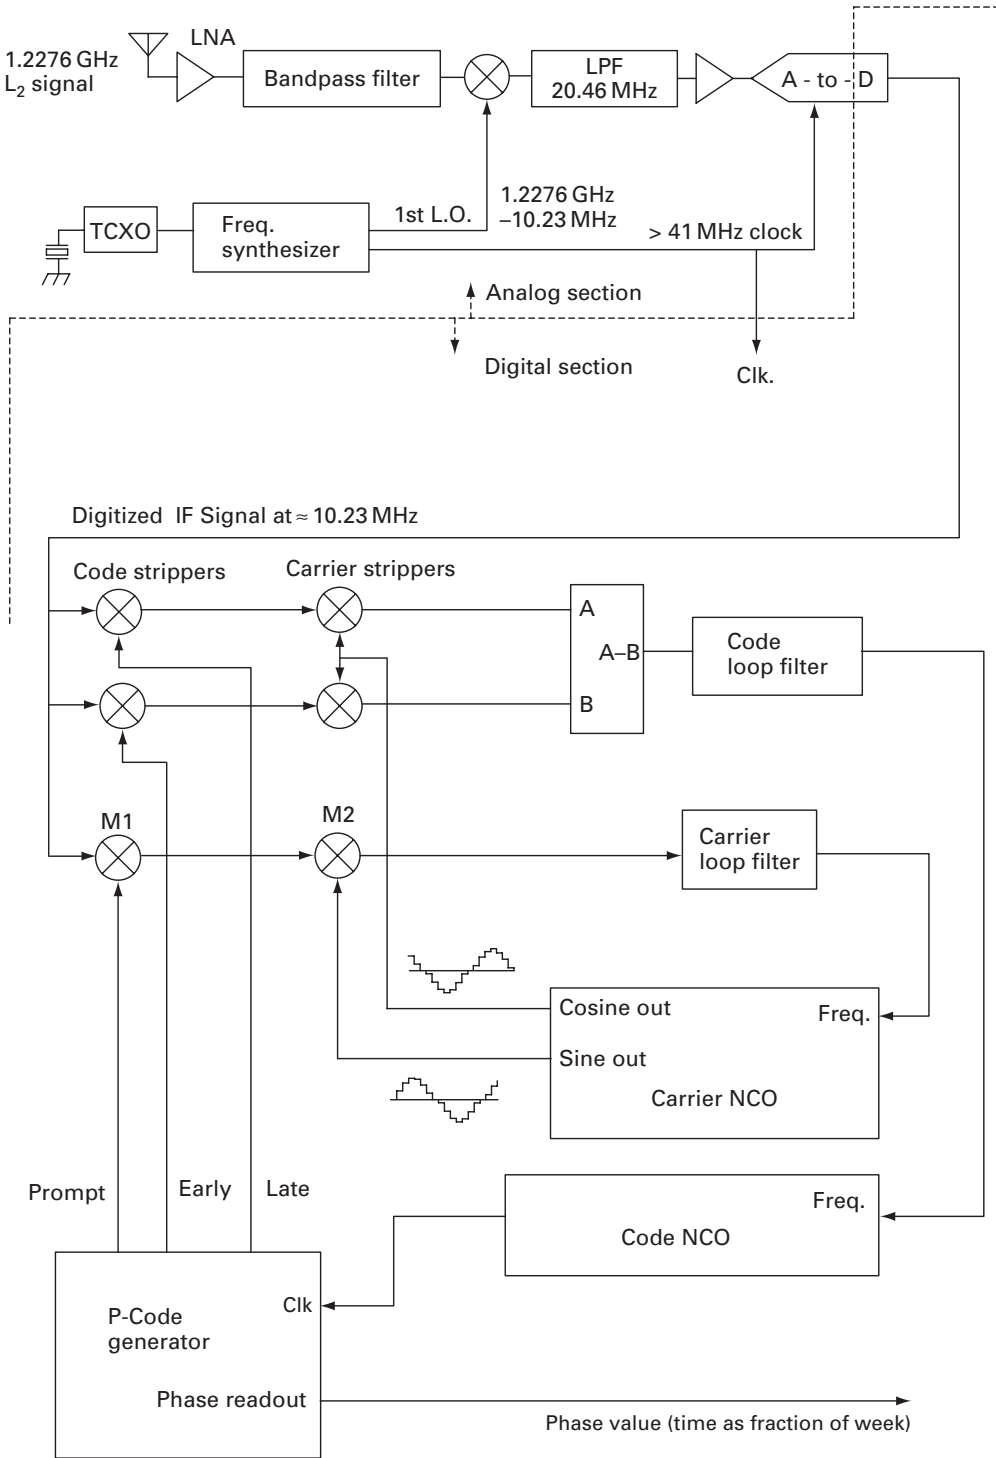 1.2276 GHz
L2 signal
LNA
Bandpass filter
LPF
20.46 MHz
A - to - D
TCXO
Freq.
synthesizer
1st L.O.
1.2276 GHz
–10.23 MHz
> 41 MHz clock
Analog section
Digital section
Clk.
Digitized IF Signal at ≈ 10.23 MHz
Code strippers
Carrier strippers
A
A–B
B
Code
loop filter
M1
M2
Carrier
loop filter
Cosine out
Freq.
Sine out
Carrier NCO
Prompt
Early
Late
Freq.
Code NCO
Clk
P-Code
generator
Phase readout
Phase value (time as fraction of week)